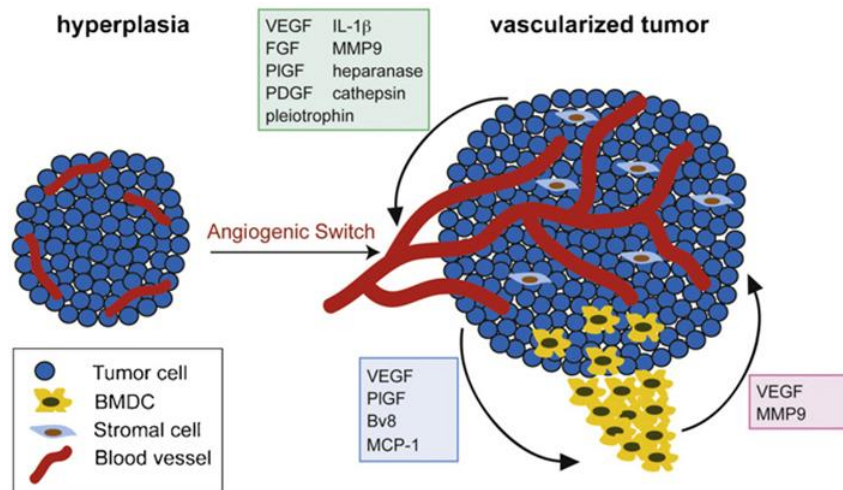 hyperplasia
vascularized tumor
VEGF IL-1β
FGF MMP9
PlGF heparanase
PDGF cathepsin
pleiotrophin
Angiogenic Switch
Tumor cell
BMDC
Stromal cell
Blood vessel
VEGF
PlGF
Bv8
MCP-1
VEGF
MMP9